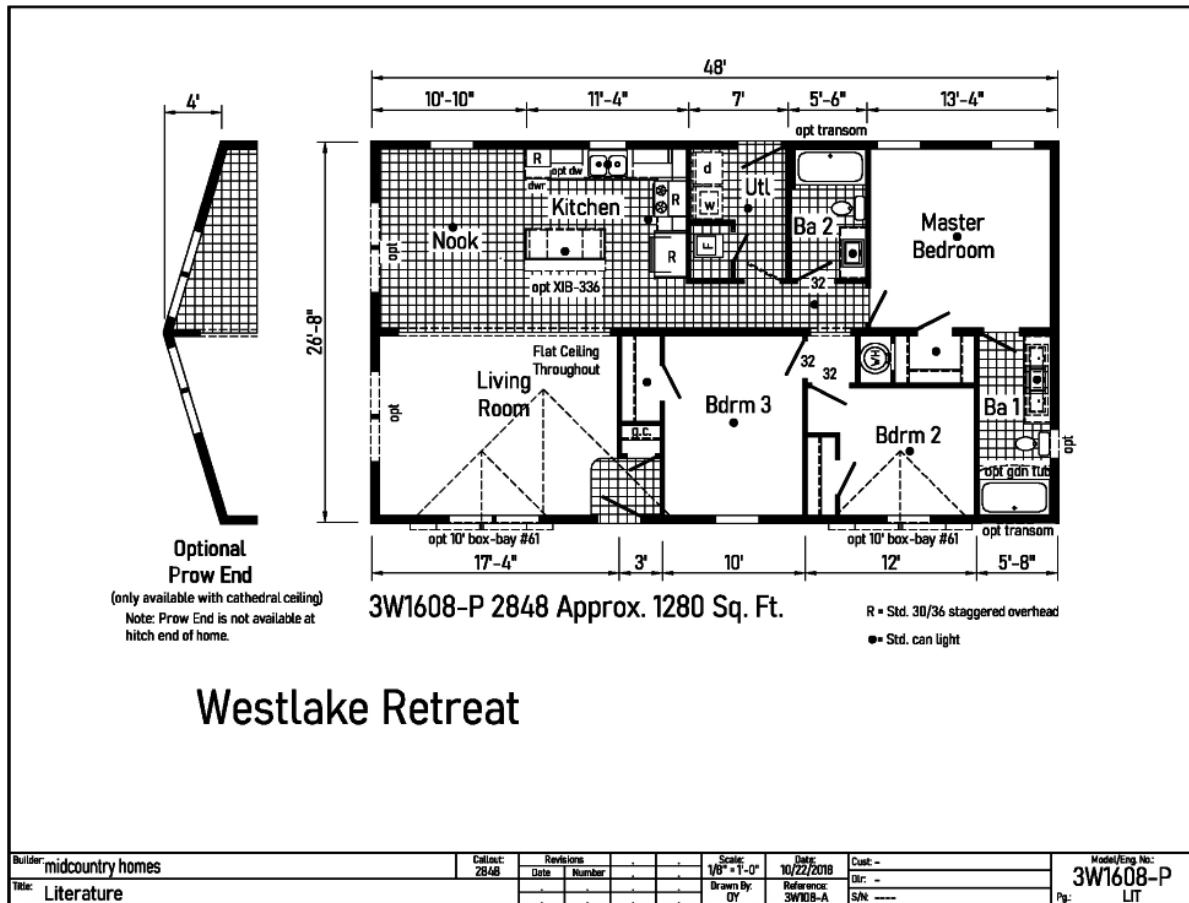 48'
4'
10'-10"
11'-4"
7'
5'-6"
13'-4"
opt transom
R
opt dw
dwr
d
w
Utl
Kitchen
R
Nook
opt
F
Ba 2
Master
Bedroom
R
opt XIB-336
32
26'-8"
Flat Ceiling
Throughout
Living
Room
opt
32
32
WH
Bdrm 3
Ba 1
g.c.
Bdrm 2
opt
opt gdn tub
opt 10' box-bay #61
opt 10' box-bay #61
opt transom
17'-4"
3'
10'
12'
5'-8"
Optional
Prow End
(only available with cathedral ceiling)
Note: Prow End is not available at
hitch end of home.
3W1608-P 2848 Approx. 1280 Sq. Ft.
R = Std. 30/36 staggered overhead
●= Std. can light
Westlake Retreat
Builder: midcountry homes
Callout: 2848
Revisions
Date Number
Scale: 1/8" = 1'-0"
Date: 10/22/2018
Cust: -
Dlr: -
Model/Eng. No.: 3W1608-P
Title: Literature
Drawn By: OY
Reference: 3W108-A
S/N: ----
Pg.: LIT